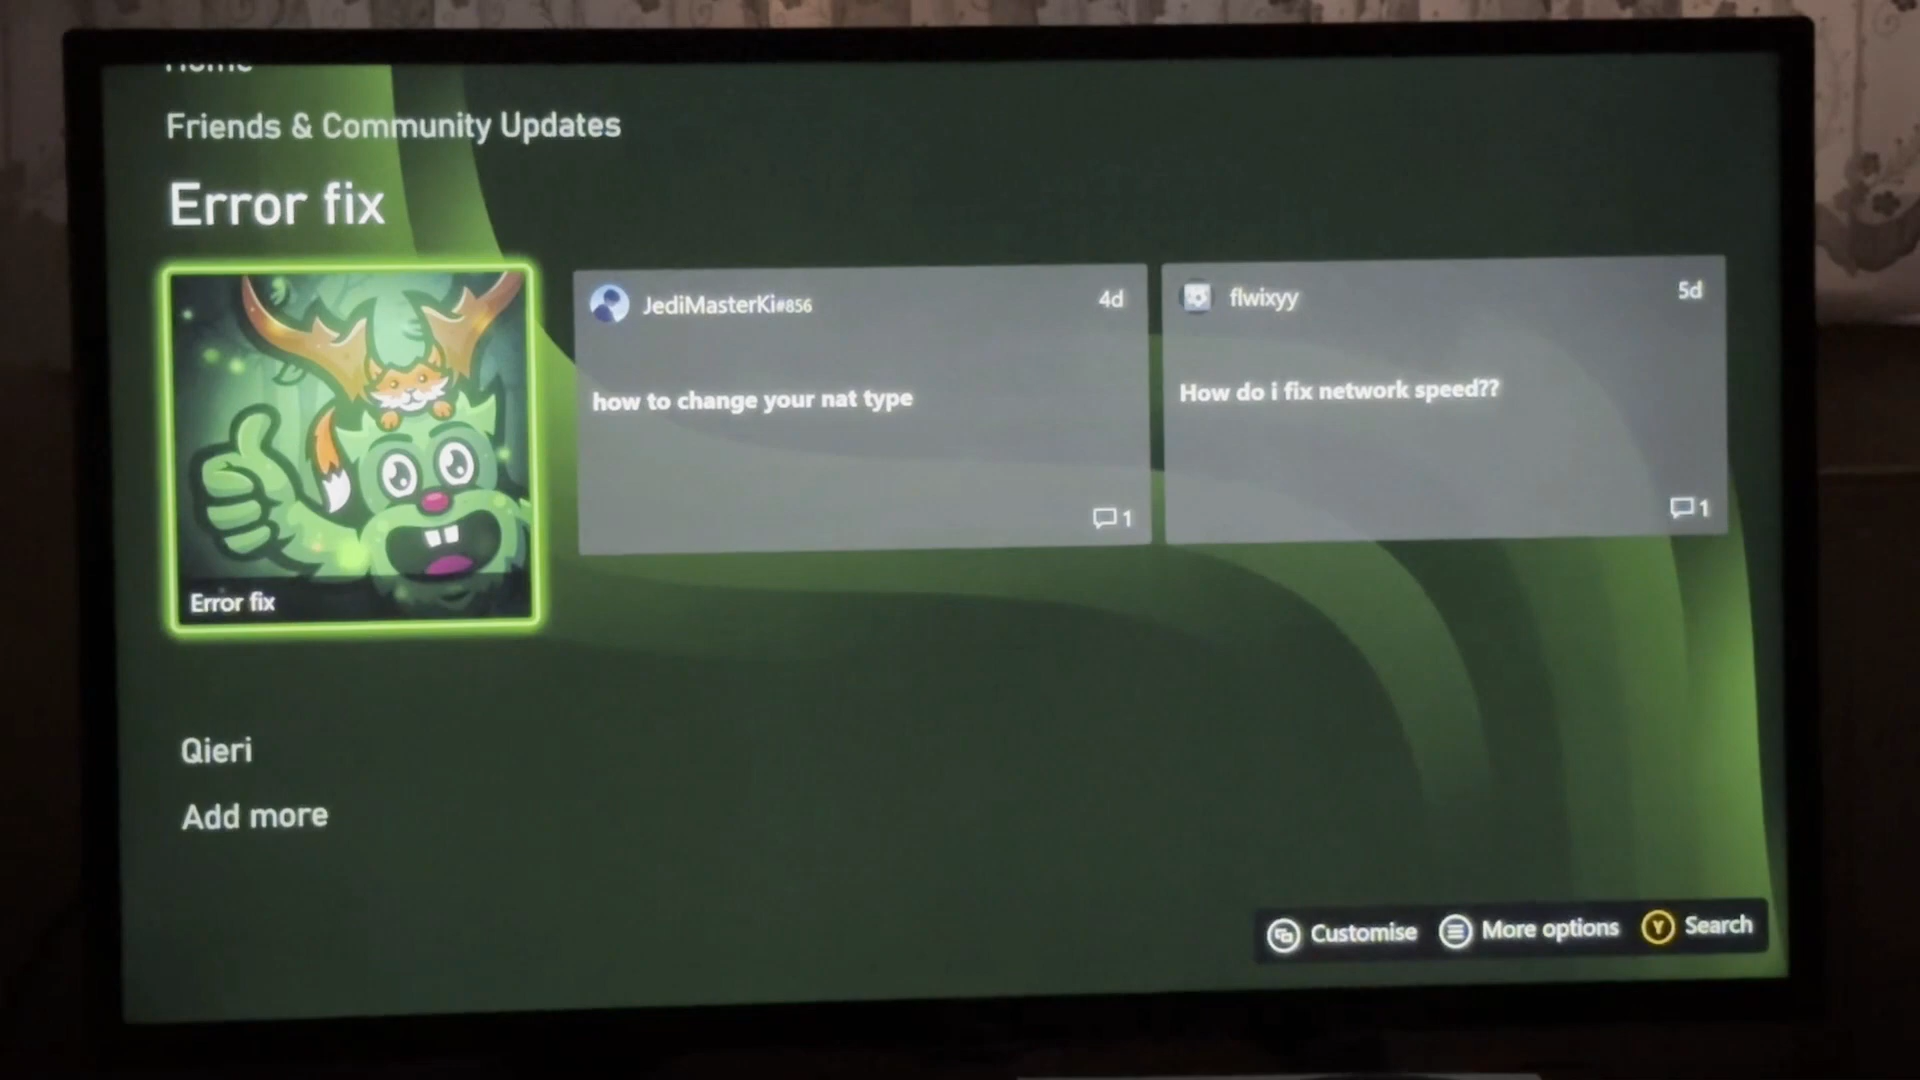 Home
Friends & Community Updates
Error fix
JediMasterKi#856
4d
how to change your nat type
1
flwixyy
5d
How do i fix network speed??
1
Error fix
Qieri
Add more
Customise
More options
Y
Search